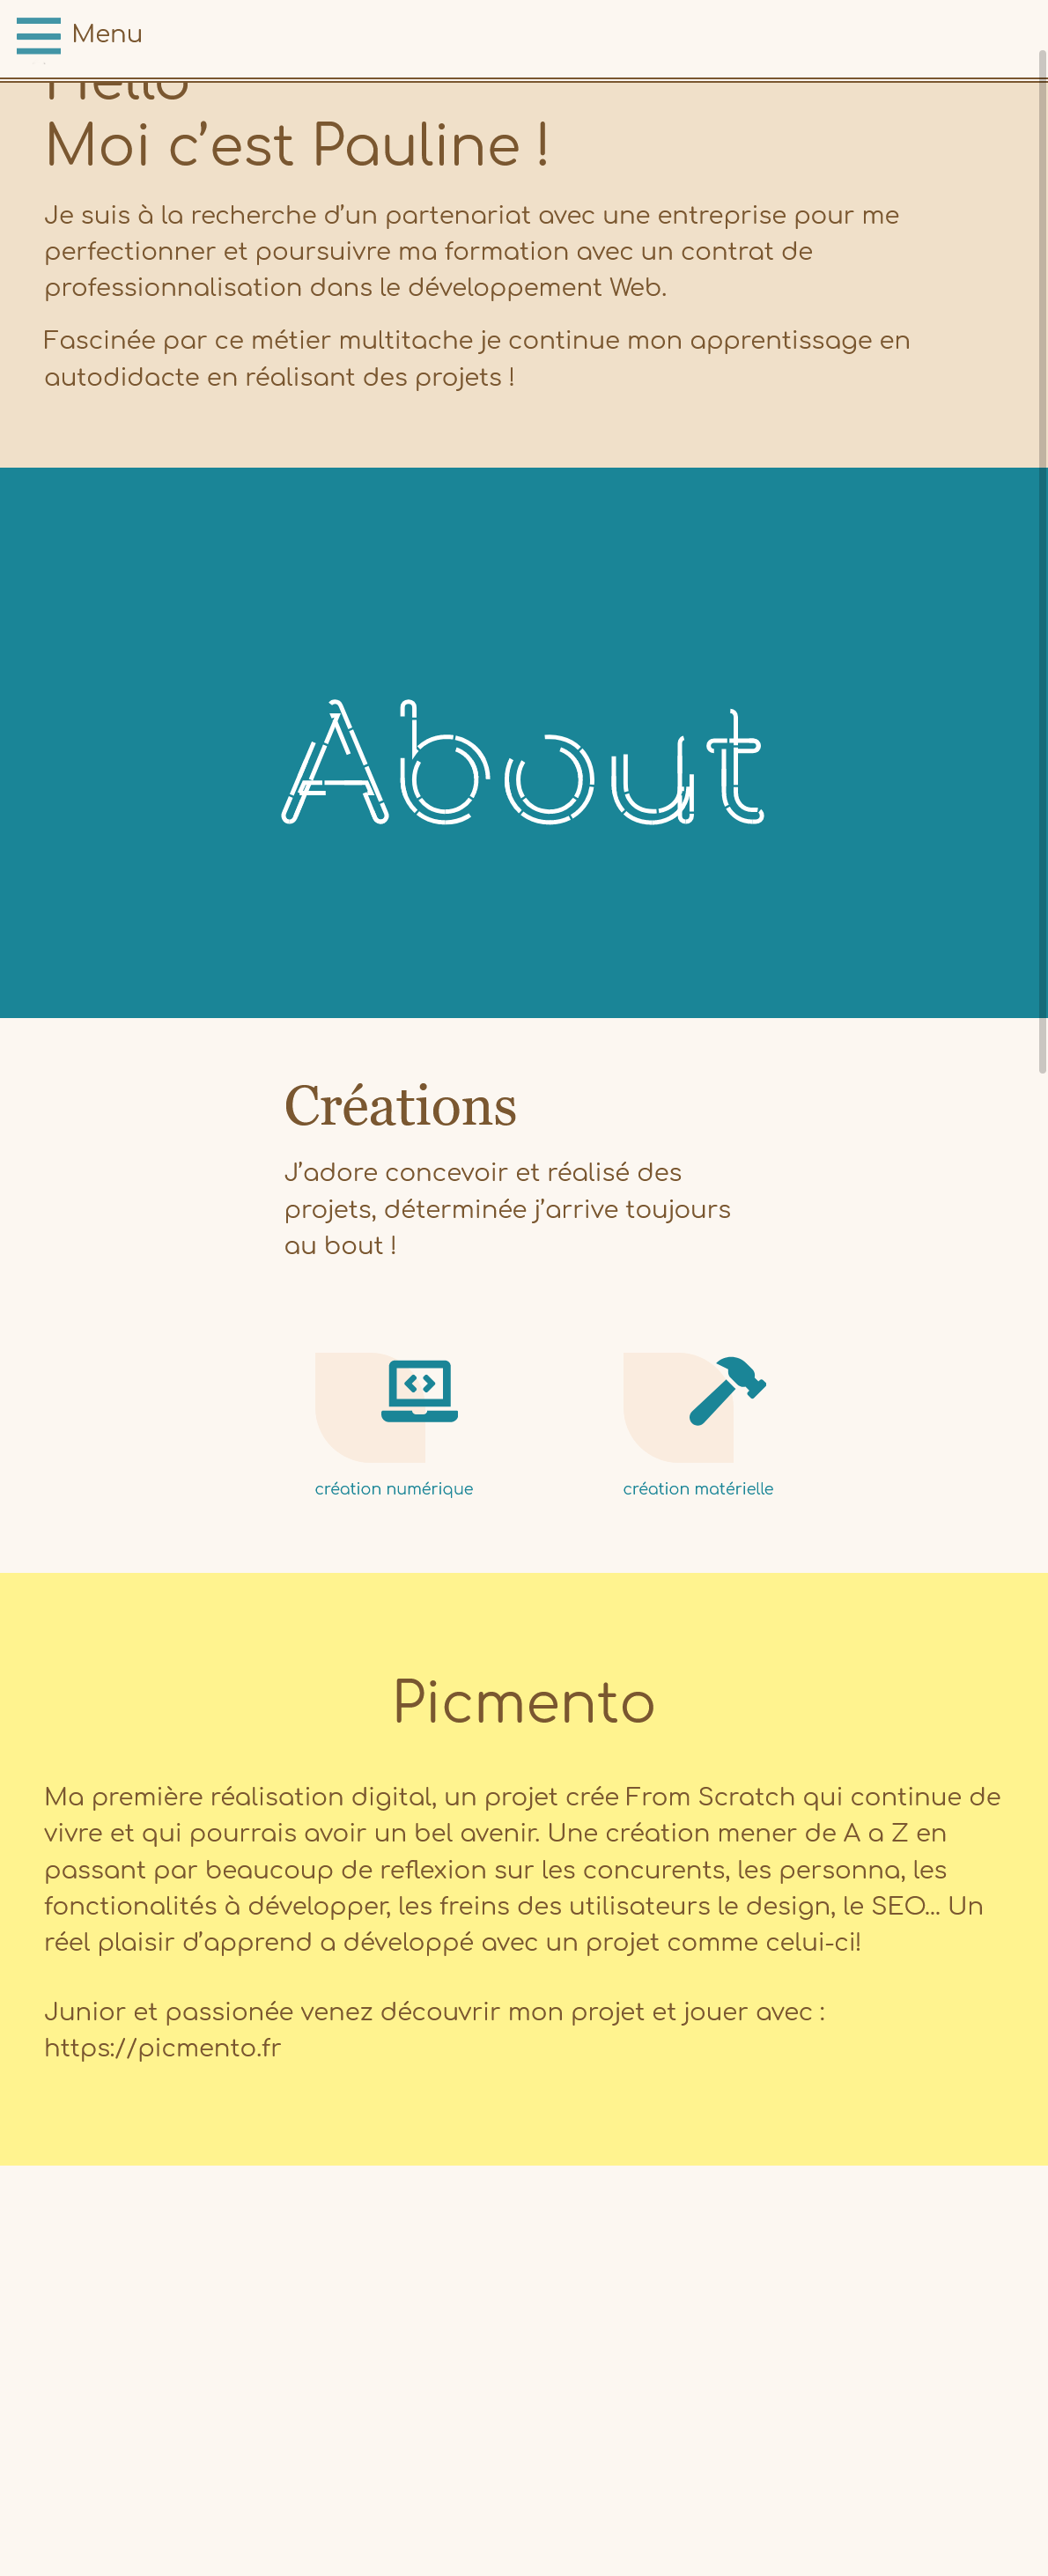 Menu
Hello
Moi c’est Pauline !
Je suis à la recherche d’un partenariat avec une entreprise pour me
perfectionner et poursuivre ma formation avec un contrat de
professionnalisation dans le développement Web.
Fascinée par ce métier multitache je continue mon apprentissage en
autodidacte en réalisant des projets !
About
Créations
J’adore concevoir et réalisé des
projets, déterminée j’arrive toujours
au bout !
création numérique
création matérielle
Picmento
Ma première réalisation digital, un projet crée From Scratch qui continue de
vivre et qui pourrais avoir un bel avenir. Une création mener de A a Z en
passant par beaucoup de reflexion sur les concurents, les personna, les
fonctionalités à développer, les freins des utilisateurs le design, le SEO... Un
réel plaisir d’apprend a développé avec un projet comme celui-ci!
Junior et passionée venez découvrir mon projet et jouer avec :
https://picmento.fr